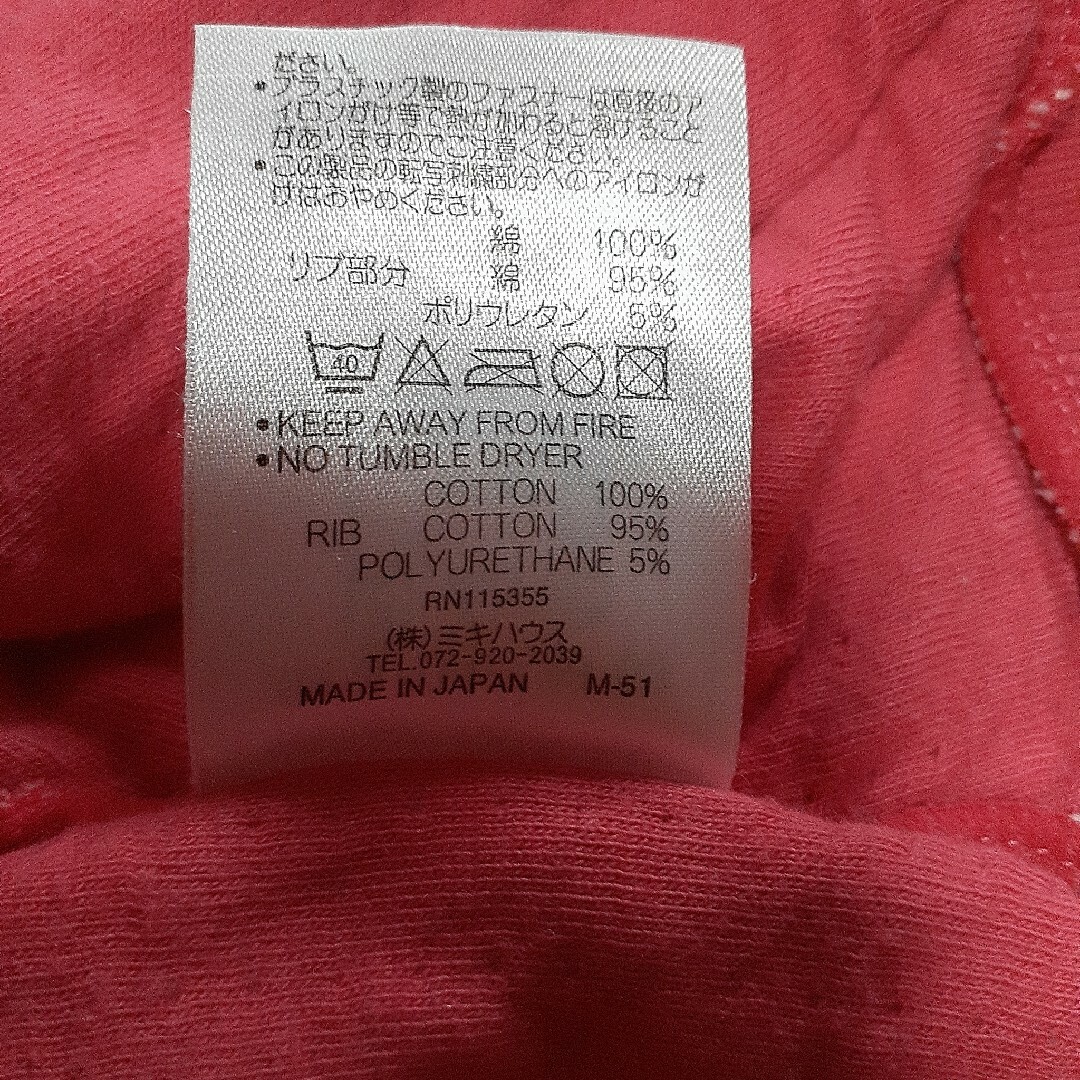 ださい。
•プラスチック製のファスナーは直接のア
イロンがけ等で熱が加わると溶けること
がありますのでご注意ください。
•この製品の転写刺繍部分へのアイロンが
けはおやめください。
綿 100%
リブ部分 綿 95%
ポリウレタン 5%
40
•KEEP AWAY FROM FIRE
•NO TUMBLE DRYER
COTTON 100%
RIB COTTON 95%
POLYURETHANE 5%
RN115355
(株)ミキハウス
TEL.072-920-2039
MADE IN JAPAN M-51